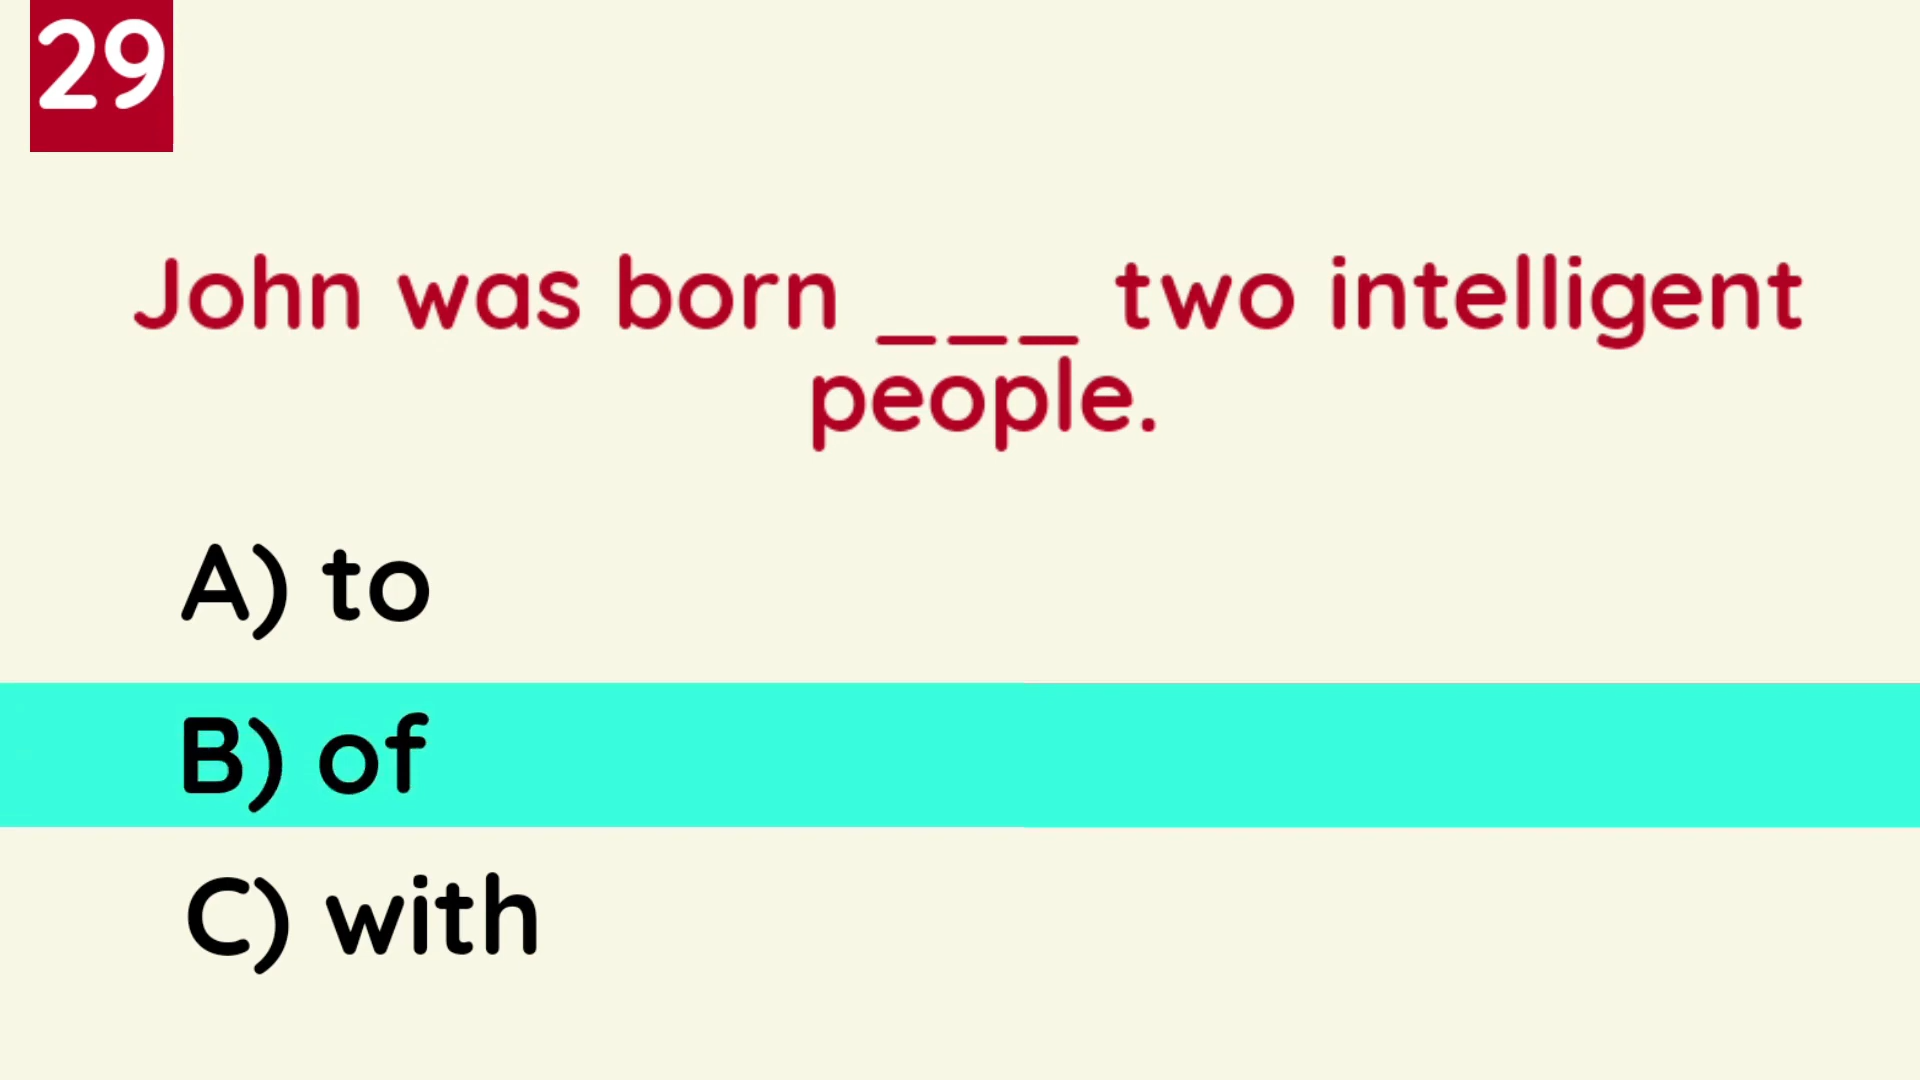 29
John was born ___ two intelligent
people.
A) to
B) of
C) with